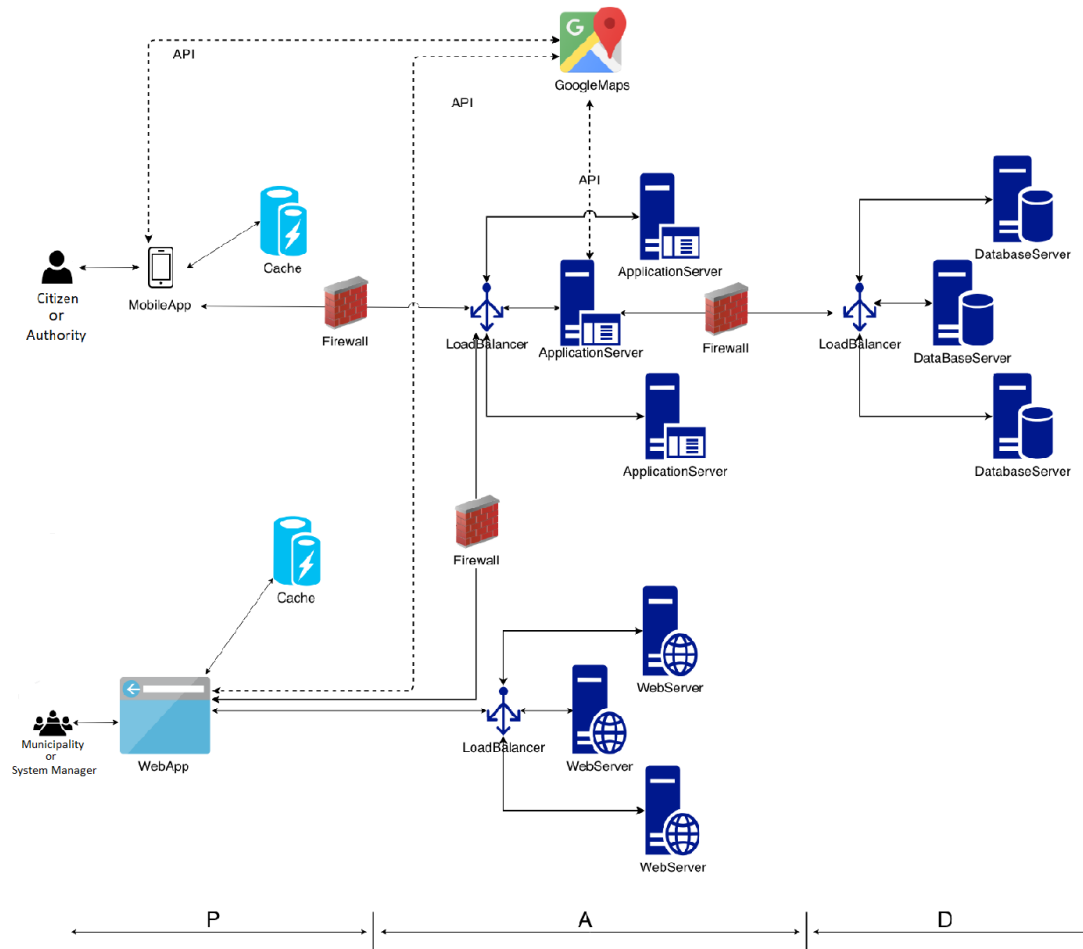 G
API
GoogleMaps
API
API
Cache
ApplicationServer
DatabaseServer
Citizen
or
Authority
MobileApp
Firewall
LoadBalancer
ApplicationServer
Firewall
LoadBalancer
DataBaseServer
ApplicationServer
DatabaseServer
Firewall
Cache
WebServer
Municipality
or
System Manager
WebApp
LoadBalancer
WebServer
WebServer
P
A
D